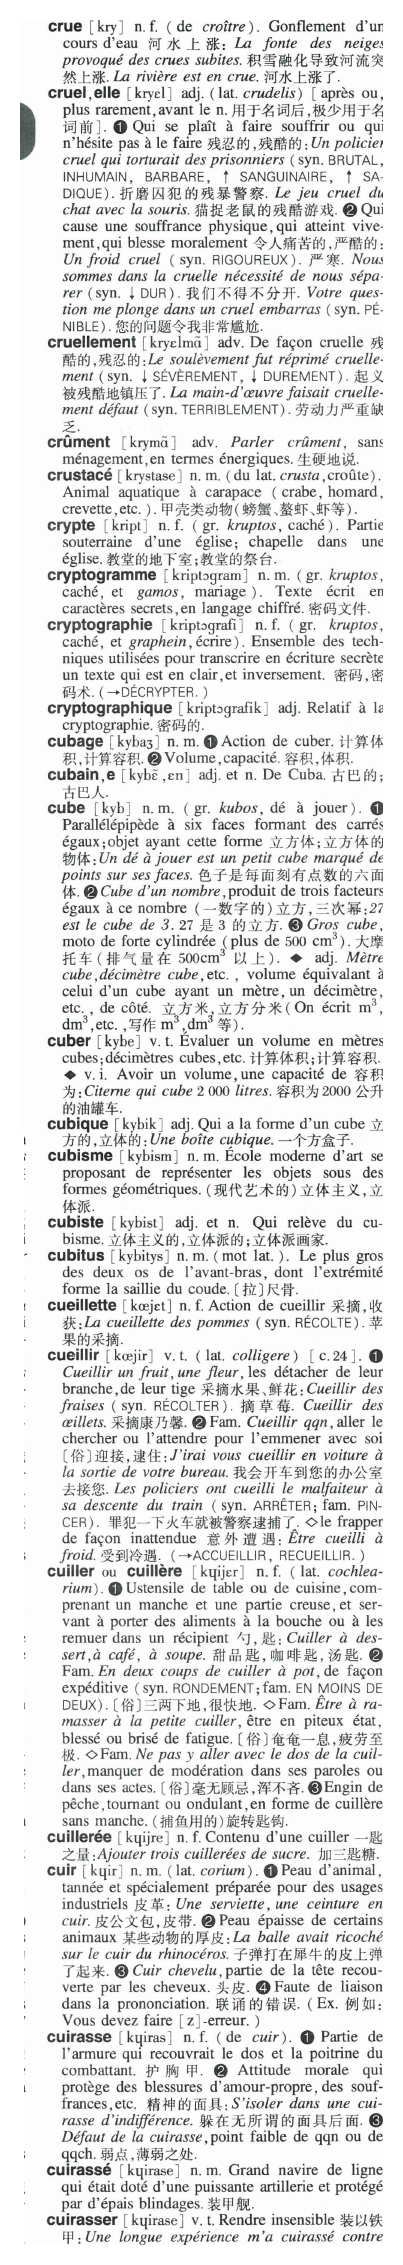 crue [kry] n. f. ( de croître). Gonflement d'un
cours d'eau 河水上涨: La fonte des neiges
provoqué des crues subites. 积雪融化导致河流突
然上涨. La rivière est en crue. 河水上涨了.
cruel,elle [kryɛl] adj. (lat. crudelis) [après ou,
plus rarement, avant le n. 用于名词后,极少用于名
词前]. ❶ Qui se plaît à faire souffrir ou qui
n'hésite pas à le faire 残忍的,残酷的: Un policier
cruel qui torturait des prisonniers (syn. BRUTAL,
INHUMAIN, BARBARE, ↑ SANGUINAIRE, ↑ SA-
DIQUE). 折磨囚犯的残暴警察. Le jeu cruel du
chat avec la souris. 猫捉老鼠的残酷游戏. ❷ Qui
cause une souffrance physique, qui atteint vive-
ment, qui blesse moralement 令人痛苦的,严酷的:
Un froid cruel ( syn. RIGOUREUX). 严寒. Nous
sommes dans la cruelle nécessité de nous sépa-
rer (syn. ↓ DUR). 我们不得不分开. Votre ques-
tion me plonge dans un cruel embarras (syn. PÉ-
NIBLE). 您的问题令我非常尴尬.
cruellement [kryɛlmɑ̃] adv. De façon cruelle 残
酷的,残忍的: Le soulèvement fut réprimé cruelle-
ment (syn. ↓ SÉVÈREMENT, ↓ DUREMENT). 起义
被残酷地镇压了. La main-d'œuvre faisait cruelle-
ment défaut (syn. TERRIBLEMENT). 劳动力严重缺
乏.
crûment [krymɑ̃] adv. Parler crûment, sans
ménagement, en termes énergiques. 生硬地说.
crustacé [krystase] n. m. (du lat. crusta, croûte).
Animal aquatique à carapace ( crabe, homard,
crevette, etc. ). 甲壳类动物(螃蟹、螯虾、虾等).
crypte [kript] n. f. ( gr. kruptos, caché). Partie
souterraine d'une église; chapelle dans une
église. 教堂的地下室;教堂的祭台.
cryptogramme [kriptɔgram] n. m. ( gr. kruptos,
caché, et gamos, mariage ). Texte écrit en
caractères secrets, en langage chiffré. 密码文件.
cryptographie [kriptɔgrafi] n. f. ( gr. kruptos,
caché, et graphein, écrire). Ensemble des tech-
niques utilisées pour transcrire en écriture secrète
un texte qui est en clair, et inversement. 密码,密
码术. (→DÉCRYPTER. )
cryptographique [kriptɔgrafik] adj. Relatif à la
cryptographie. 密码的.
cubage [kybaʒ] n. m. ❶ Action de cuber. 计算体
积,计算容积. ❷ Volume, capacité. 容积,体积.
cubain,e [kybɛ̃,ɛn] adj. et n. De Cuba. 古巴的;
古巴人.
cube [kyb] n. m. ( gr. kubos, dé à jouer). ❶
Parallélépipède à six faces formant des carrés
égaux; objet ayant cette forme 立方体;立方体的
物体: Un dé à jouer est un petit cube marqué de
points sur ses faces. 色子是每面刻有点数的六面
体. ❷ Cube d'un nombre, produit de trois facteurs
égaux à ce nombre (一数字的)立方,三次幂: 27
est le cube de 3. 27 是 3 的立方. ❸ Gros cube,
moto de forte cylindrée (plus de 500 cm³). 大摩
托车(排气量在 500cm³ 以上). ◆ adj. Mètre
cube, décimètre cube, etc. , volume équivalant à
celui d'un cube ayant un mètre, un décimètre,
etc. , de côté. 立方米,立方分米(On écrit m³,
dm³, etc. ,写作 m³,dm³ 等).
cuber [kybe] v. t. Évaluer un volume en mètres
cubes; décimètres cubes, etc. 计算体积;计算容积.
◆ v. i. Avoir un volume, une capacité de 容积
为: Citerne qui cube 2 000 litres. 容积为2000 公升
的油罐车.
cubique [kybik] adj. Qui a la forme d'un cube 立
方的,立体的: Une boîte cubique. 一个方盒子.
cubisme [kybism] n. m. École moderne d'art se
proposant de représenter les objets sous des
formes géométriques. (现代艺术的)立体主义,立
体派.
cubiste [kybist] adj. et n. Qui relève du cu-
bisme. 立体主义的,立体派的;立体派画家.
cubitus [kybitys] n. m. (mot lat. ). Le plus gros
des deux os de l'avant-bras, dont l'extrémité
forme la saillie du coude. 〔拉〕尺骨.
cueillette [kœjɛt] n. f. Action de cueillir 采摘,收
获: La cueillette des pommes (syn. RÉCOLTE). 苹
果的采摘.
cueillir [kœjir] v. t. ( lat. colligere) [c. 24]. ❶
Cueillir un fruit, une fleur, les détacher de leur
branche, de leur tige 采摘水果、鲜花: Cueillir des
fraises ( syn. RÉCOLTER). 摘草莓. Cueillir des
œillets. 采摘康乃馨. ❷ Fam. Cueillir qqn, aller le
chercher ou l'attendre pour l'emmener avec soi
〔俗〕迎接,逮住: J'irai vous cueillir en voiture à
la sortie de votre bureau. 我会开车到您的办公室
去接您. Les policiers ont cueilli le malfaiteur à
sa descente du train ( syn. ARRÊTER; fam. PIN-
CER). 罪犯一下火车就被警察逮捕了. ◇le frapper
de façon inattendue 意外遭遇: Être cueilli à
froid. 受到冷遇. (→ACCUEILLIR, RECUEILLIR. )
cuiller ou cuillère [kɥijɛr] n. f. ( lat. cochlea-
rium). ❶ Ustensile de table ou de cuisine, com-
prenant un manche et une partie creuse, et ser-
vant à porter des aliments à la bouche ou à les
remuer dans un récipient 勺,匙: Cuiller à des-
sert, à café, à soupe. 甜品匙,咖啡匙,汤匙. ❷
Fam. En deux coups de cuiller à pot, de façon
expéditive (syn. RONDEMENT; fam. EN MOINS DE
DEUX). 〔俗〕三两下地,很快地. ◇Fam. Être à ra-
masser à la petite cuiller, être en piteux état,
blessé ou brisé de fatigue. 〔俗〕奄奄一息,疲劳至
极. ◇Fam. Ne pas y aller avec le dos de la cuil-
ler, manquer de modération dans ses paroles ou
dans ses actes. 〔俗〕毫无顾忌,浑不吝. ❸ Engin de
pêche, tournant ou ondulant, en forme de cuillère
sans manche. (捕鱼用的)旋转匙钩.
cuillerée [kɥijre] n. f. Contenu d'une cuiller 一匙
之量: Ajouter trois cuillerées de sucre. 加三匙糖.
cuir [kɥir] n. m. (lat. corium). ❶ Peau d'animal,
tannée et spécialement préparée pour des usages
industriels 皮革: Une serviette, une ceinture en
cuir. 皮公文包,皮带. ❷ Peau épaisse de certains
animaux 某些动物的厚皮: La balle avait ricoché
sur le cuir du rhinocéros. 子弹打在犀牛的皮上弹
了起来. ❸ Cuir chevelu, partie de la tête recou-
verte par les cheveux. 头皮. ❹ Faute de liaison
dans la prononciation. 联诵的错误. (Ex. 例如:
Vous devez faire [z]-erreur. )
cuirasse [kɥiras] n. f. ( de cuir). ❶ Partie de
l'armure qui recouvrait le dos et la poitrine du
combattant. 护胸甲. ❷ Attitude morale qui
protège des blessures d'amour-propre, des souf-
frances, etc. 精神的面具: S'isoler dans une cui-
rasse d'indifférence. 躲在无所谓的面具后面. ❸
Défaut de la cuirasse, point faible de qqn ou de
qqch. 弱点,薄弱之处.
cuirassé [kɥirase] n. m. Grand navire de ligne
qui était doté d'une puissante artillerie et protégé
par d'épais blindages. 装甲舰.
cuirasser [kɥirase] v. t. Rendre insensible 装以铁
甲: Une longue expérience m'a cuirassé contre